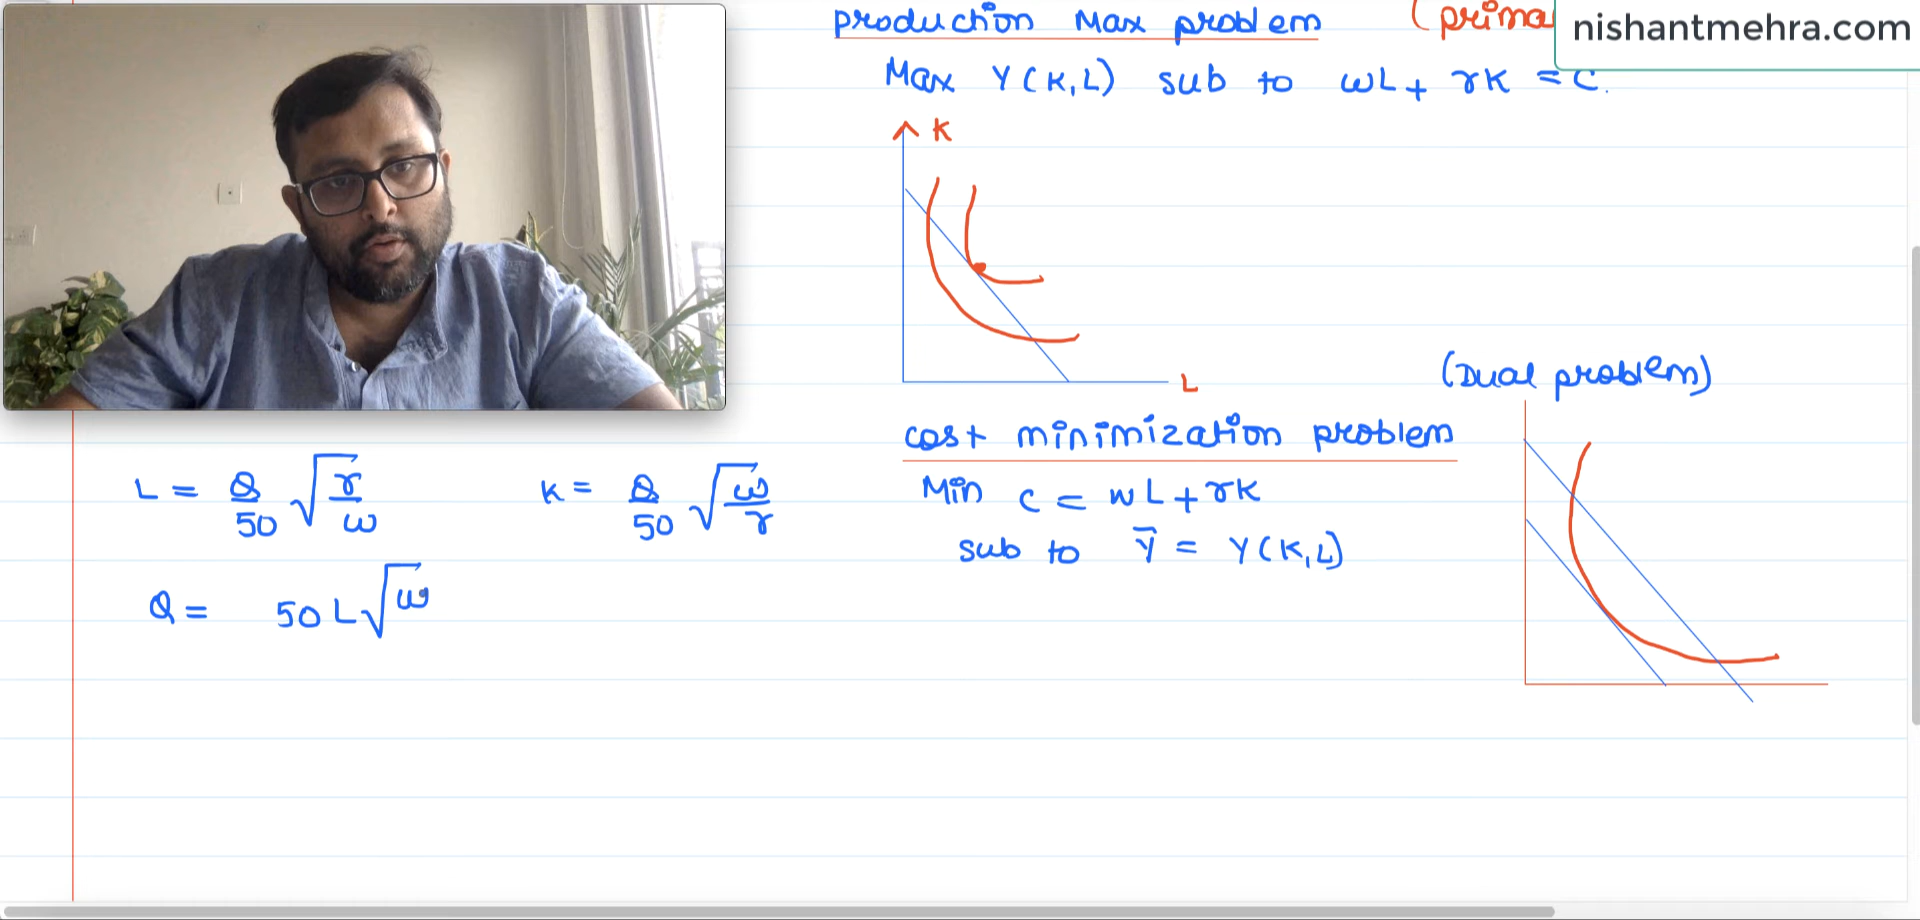 production Max problem (prima
nishantmehra.com
Max Y(K,L) sub to wL + rK = C.
K
L
(Dual problem)
cost minimization problem
Min C = wL + rK
sub to Ȳ = Y(K,L)
L = Q/50 √(r/w) K = Q/50 √(w/r)
Q = 50 L √w